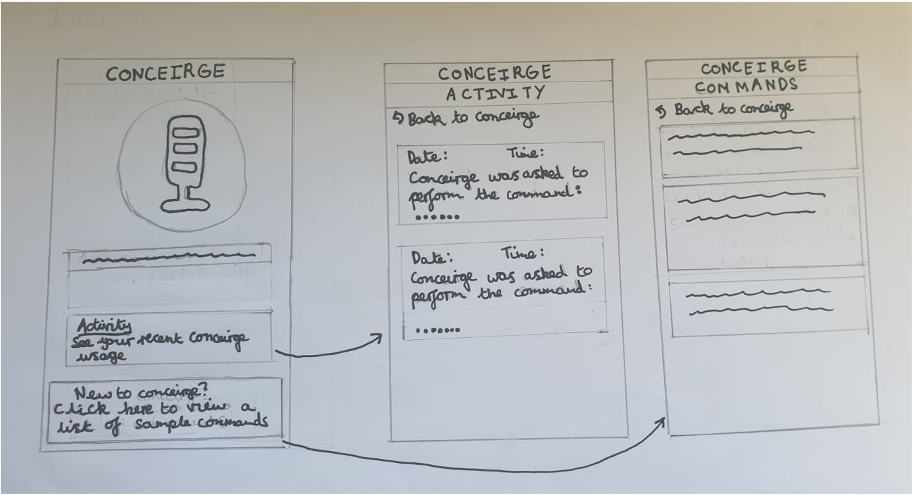 CONCEIRGE
Activity
See your recent conceirge
usage
New to conceirge?
Click here to view a
list of sample commands
CONCEIRGE
ACTIVITY
Back to conceirge
Date: Time:
Conceirge was asked to
perform the command:
......
Date: Time:
Conceirge was asked to
perform the command:
.......
CONCEIRGE
COMMANDS
Back to conceirge